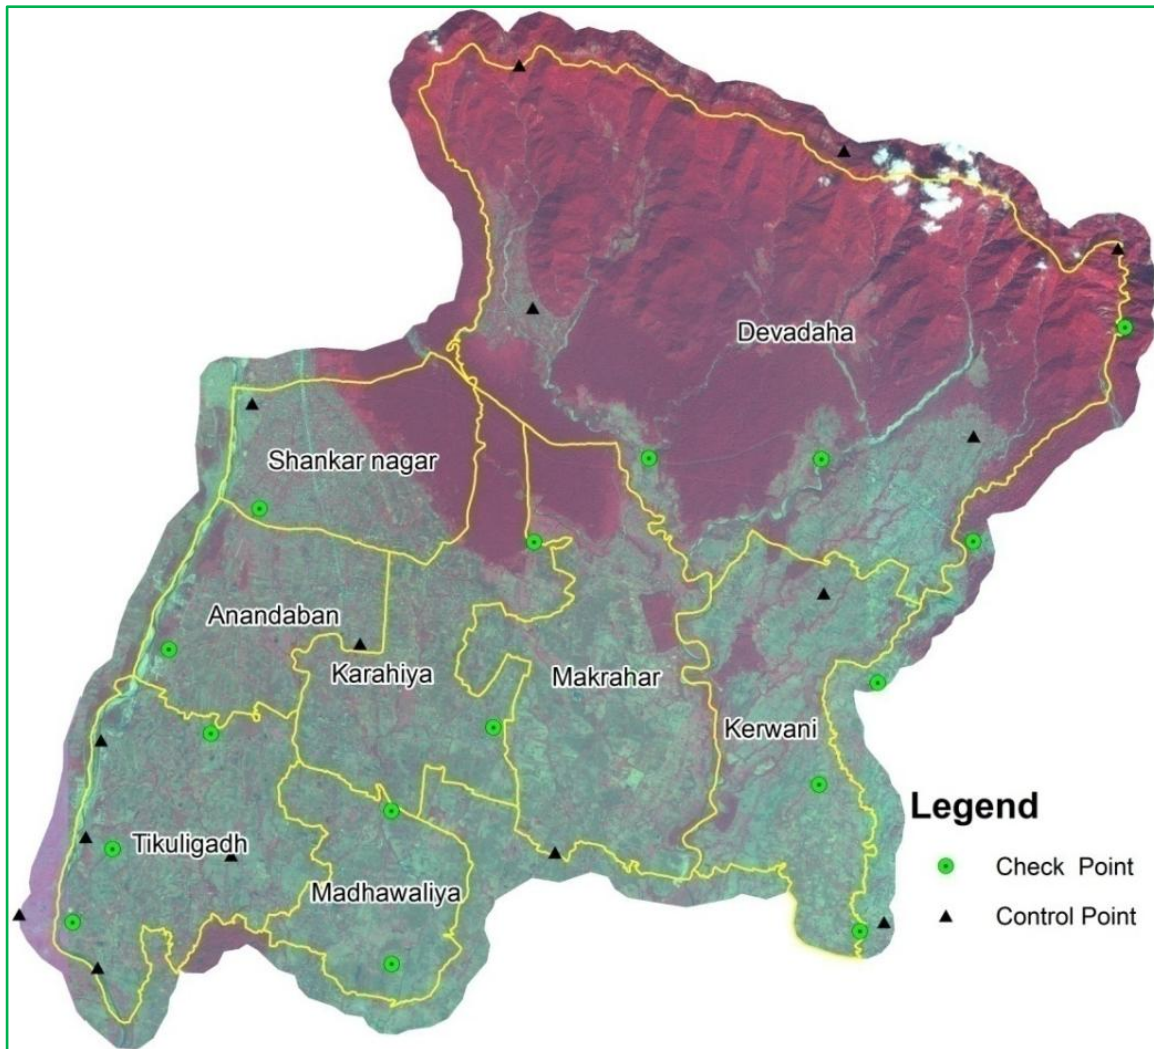 Devadaha
Shankar nagar
Anandaban
Karahiya
Makrahar
Kerwani
Tikuligadh
Madhawaliya
Legend
Check Point
Control Point